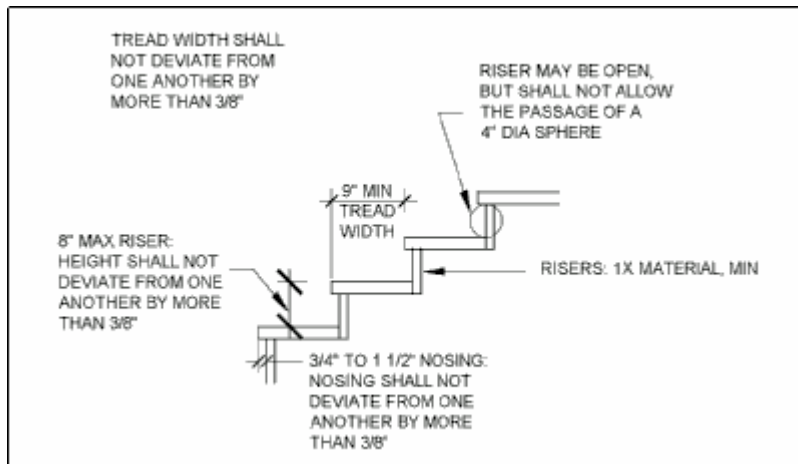 TREAD WIDTH SHALL
NOT DEVIATE FROM
ONE ANOTHER BY
MORE THAN 3/8"
RISER MAY BE OPEN,
BUT SHALL NOT ALLOW
THE PASSAGE OF A
4" DIA SPHERE
9" MIN
TREAD
WIDTH
8" MAX RISER:
HEIGHT SHALL NOT
DEVIATE FROM ONE
ANOTHER BY MORE
THAN 3/8"
RISERS: 1X MATERIAL, MIN
3/4" TO 1 1/2" NOSING:
NOSING SHALL NOT
DEVIATE FROM ONE
ANOTHER BY MORE
THAN 3/8"